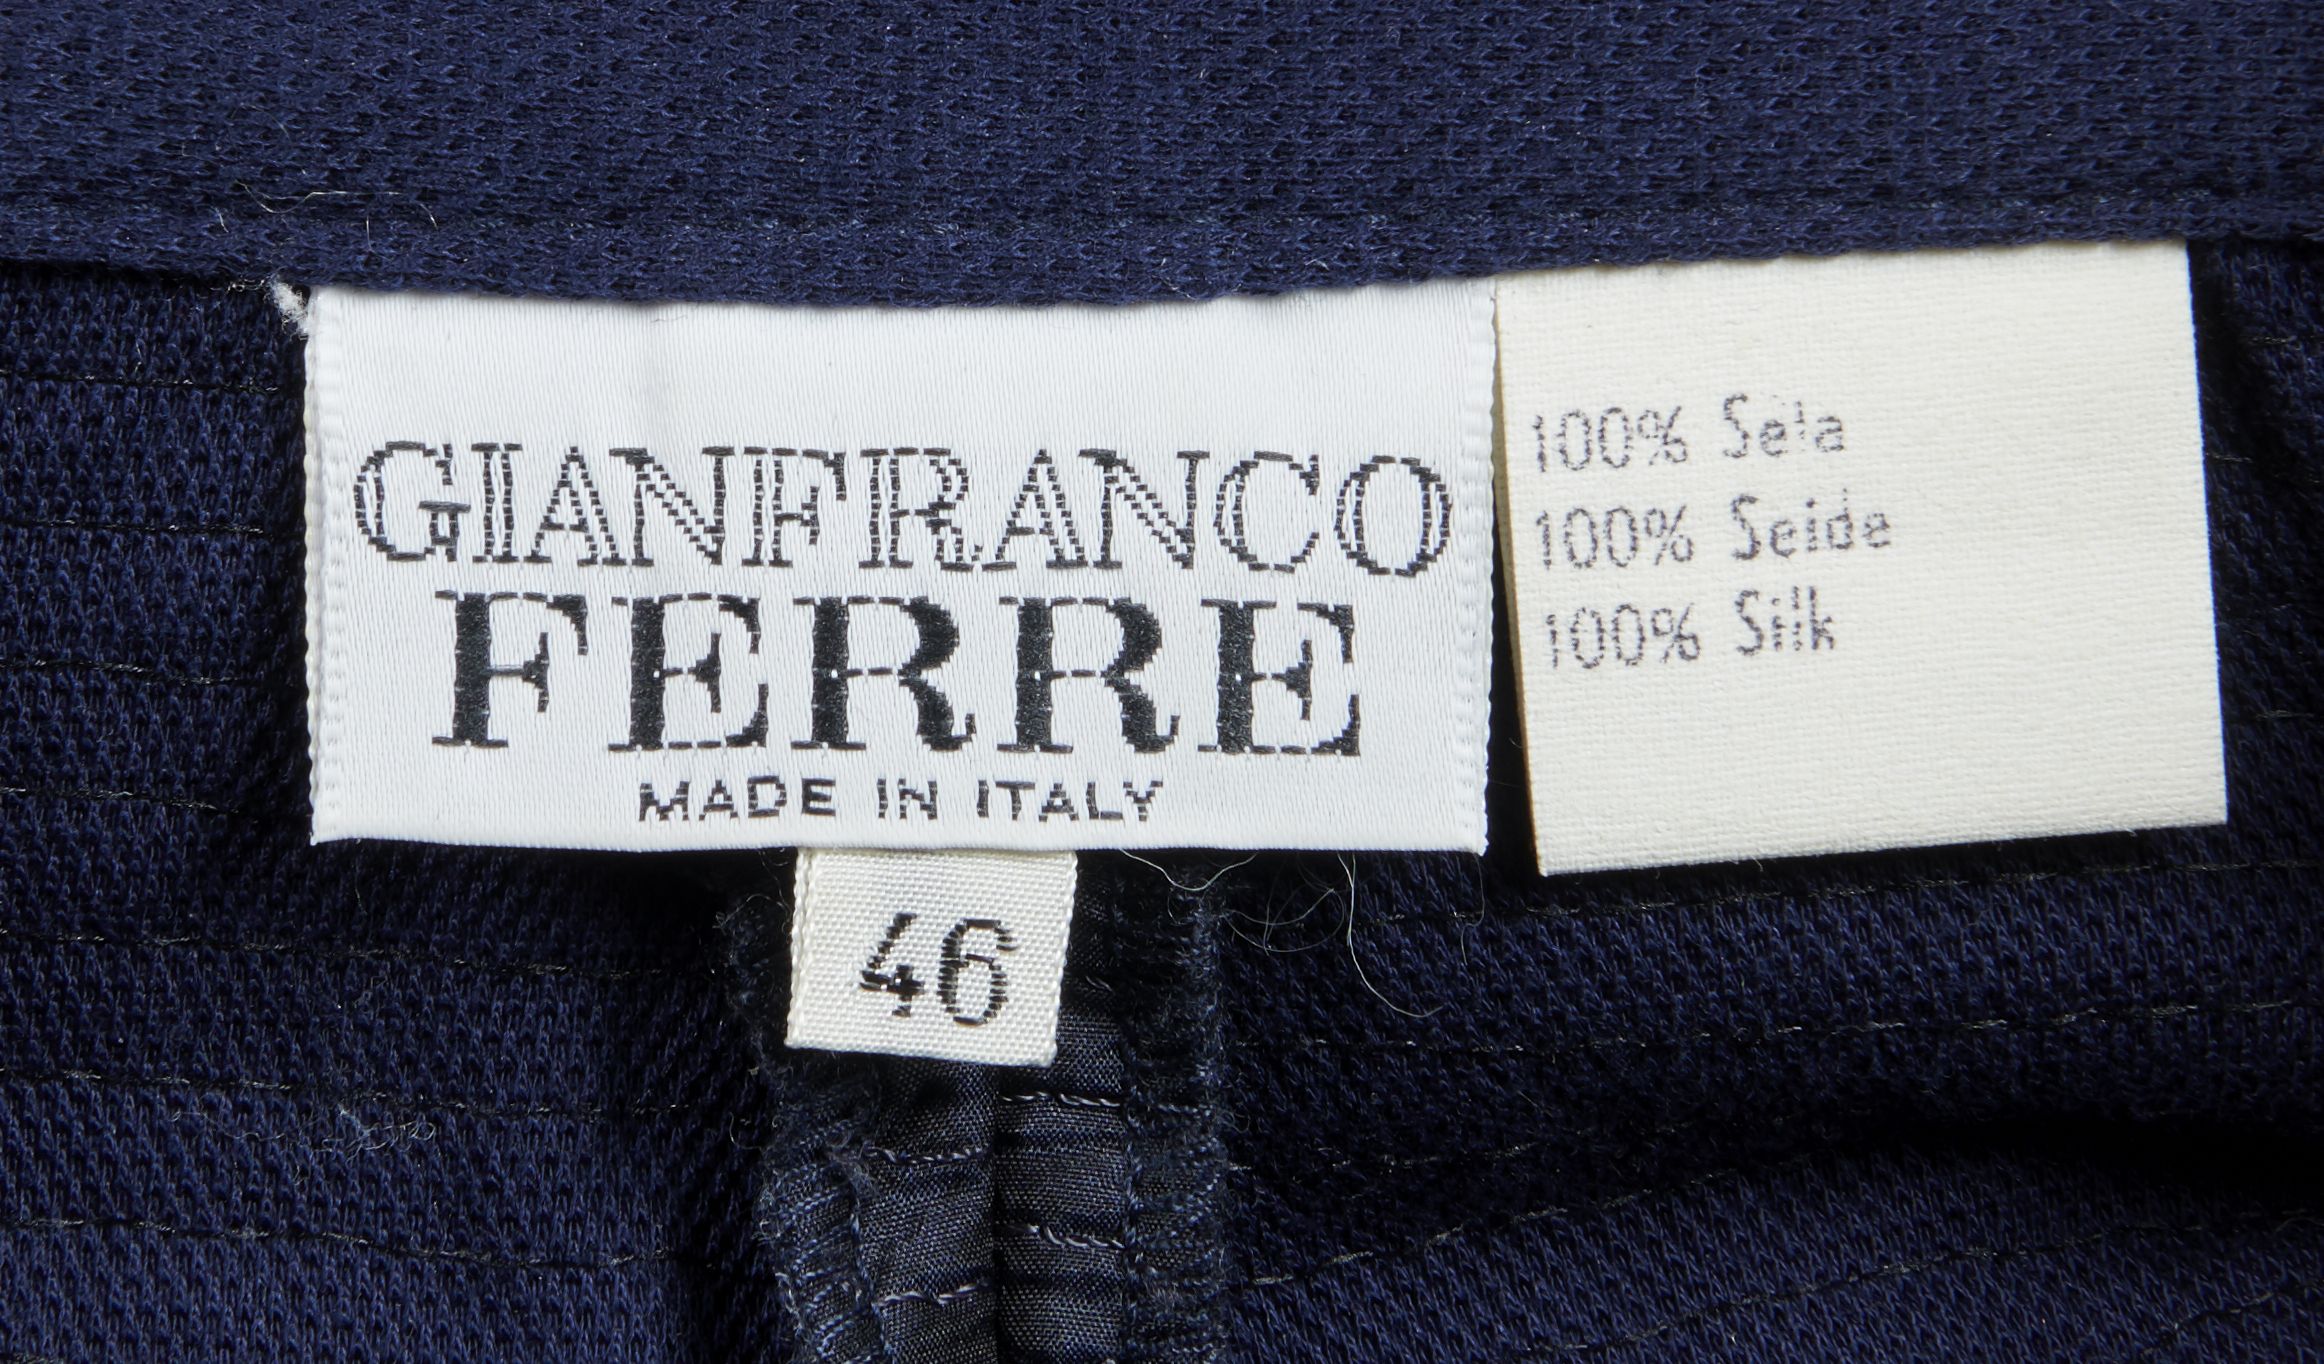 GIANFRANCO
FERRE
MADE IN ITALY
46
100% Seta
100% Seide
100% Silk